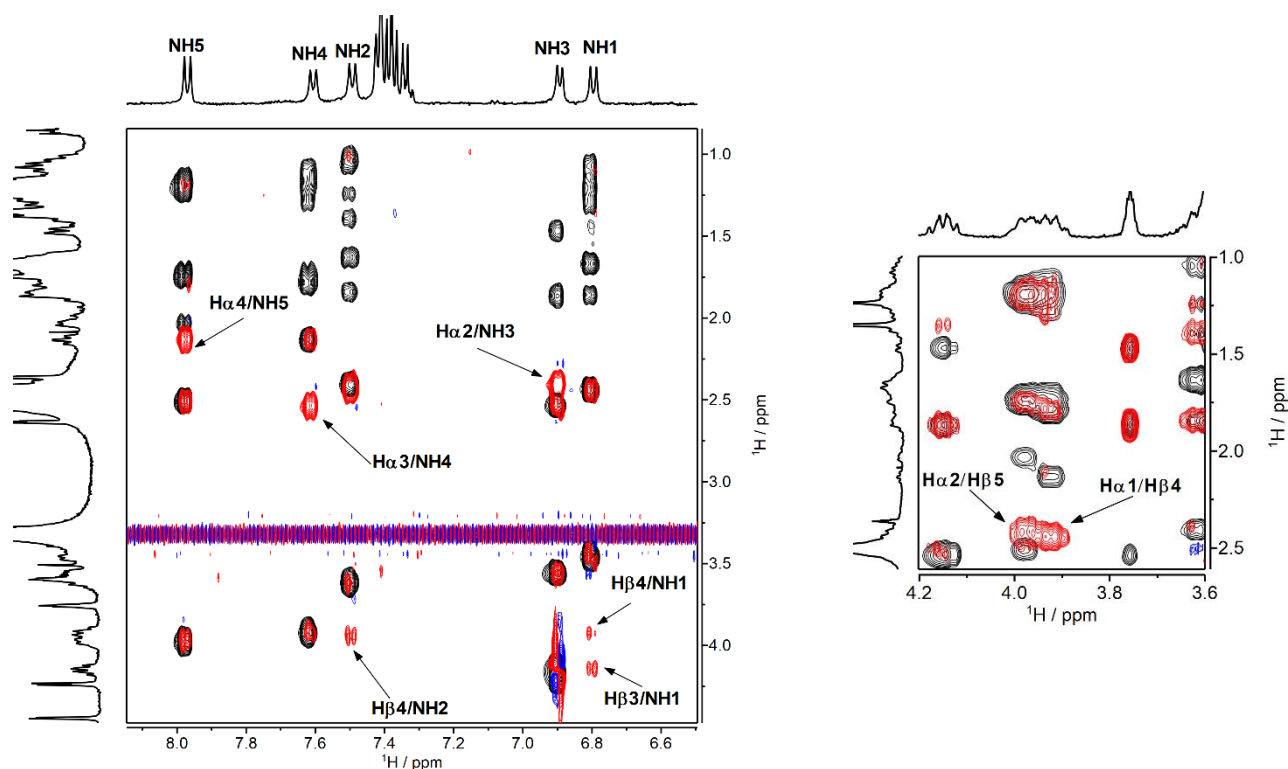 NH5 NH4 NH2 NH3 NH1
1.0
1.5
2.0
2.5
3.0
3.5
4.0
¹H / ppm
Hα4/NH5
Hα2/NH3
Hα3/NH4
Hβ4/NH1
Hβ4/NH2
Hβ3/NH1
8.0 7.8 7.6 7.4 7.2 7.0 6.8 6.6
¹H / ppm
1.0
1.5
2.0
2.5
¹H / ppm
Hα2/Hβ5
Hα1/Hβ4
4.2 4.0 3.8 3.6
¹H / ppm